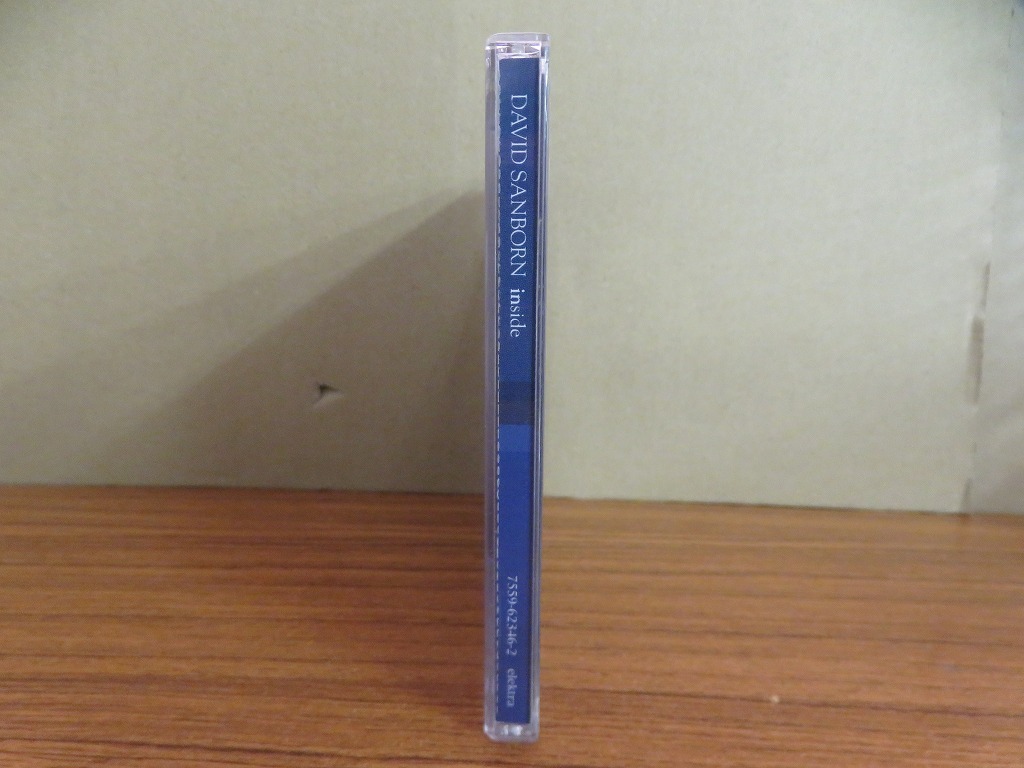 DAVID SANBORN inside
7559-62346-2 elektra